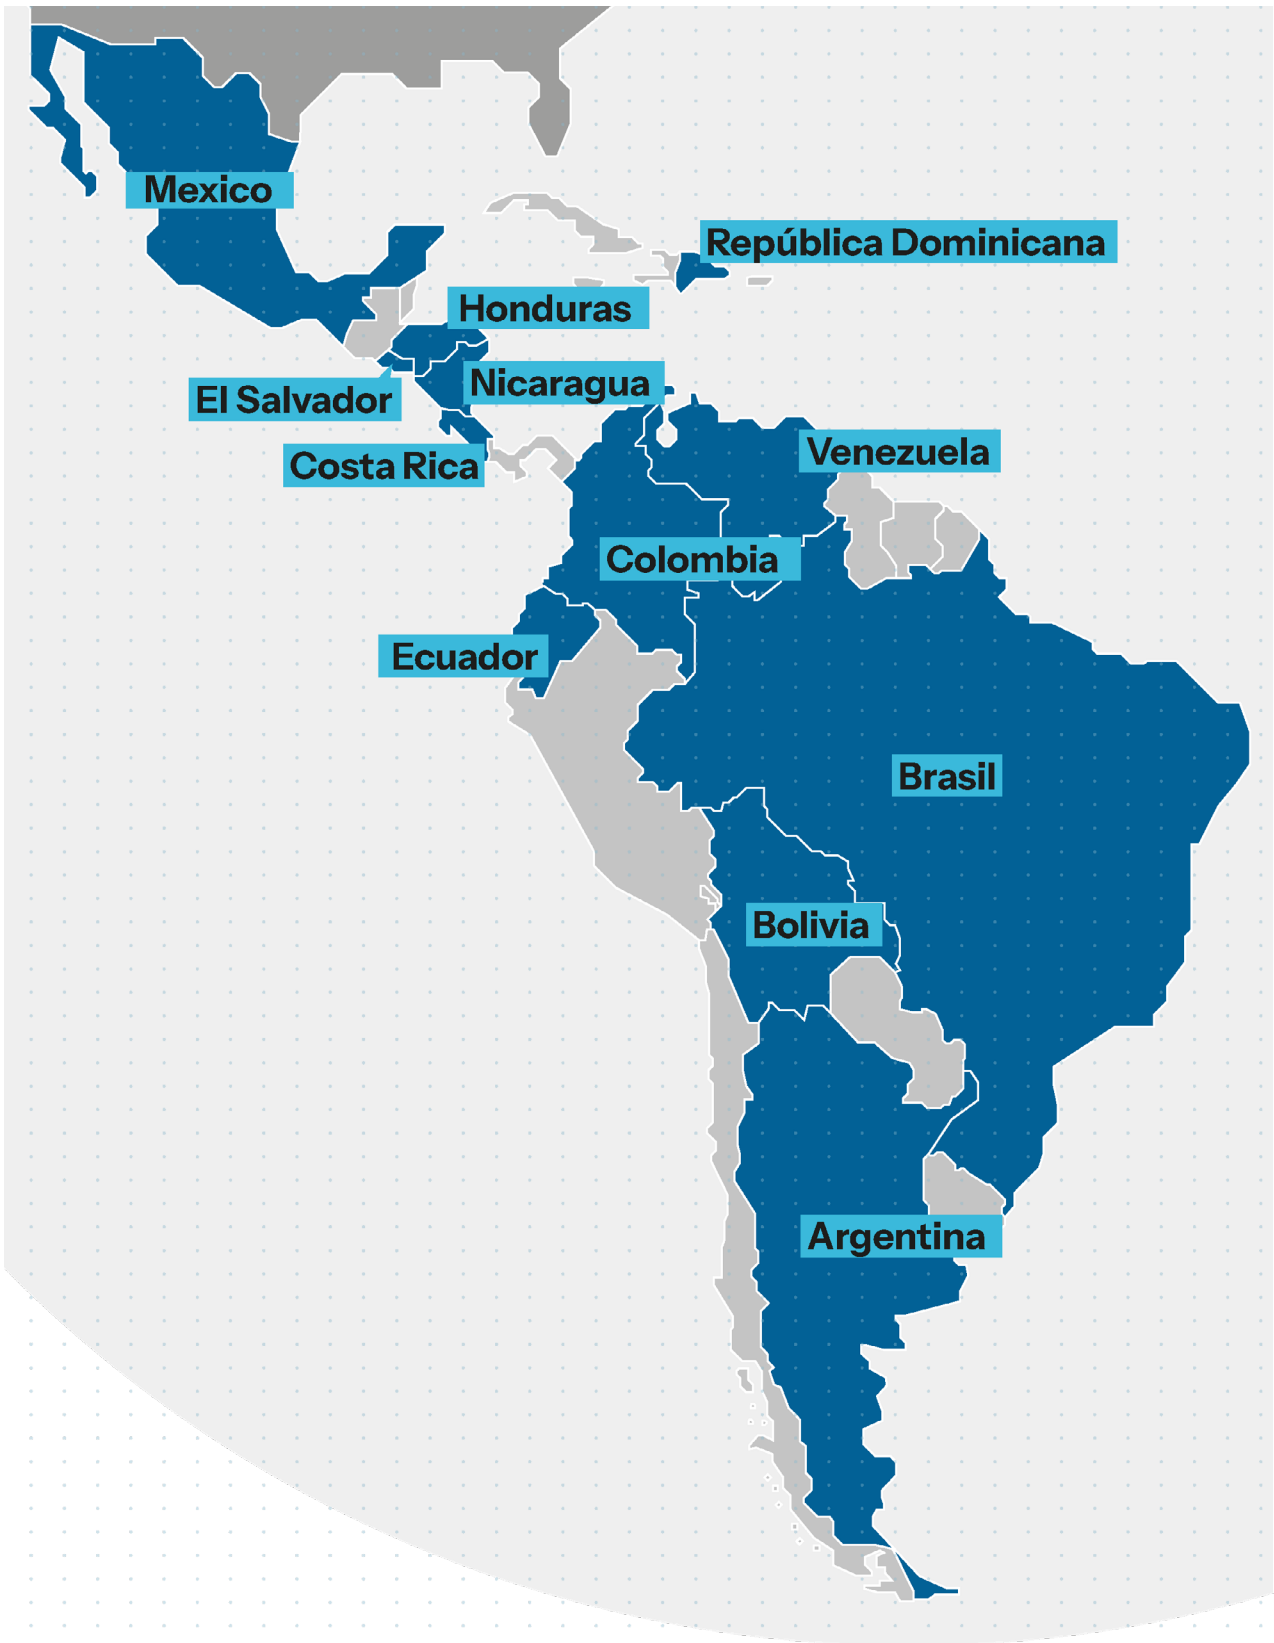 Mexico
República Dominicana
Honduras
Nicaragua
El Salvador
Costa Rica
Venezuela
Colombia
Ecuador
Brasil
Bolivia
Argentina